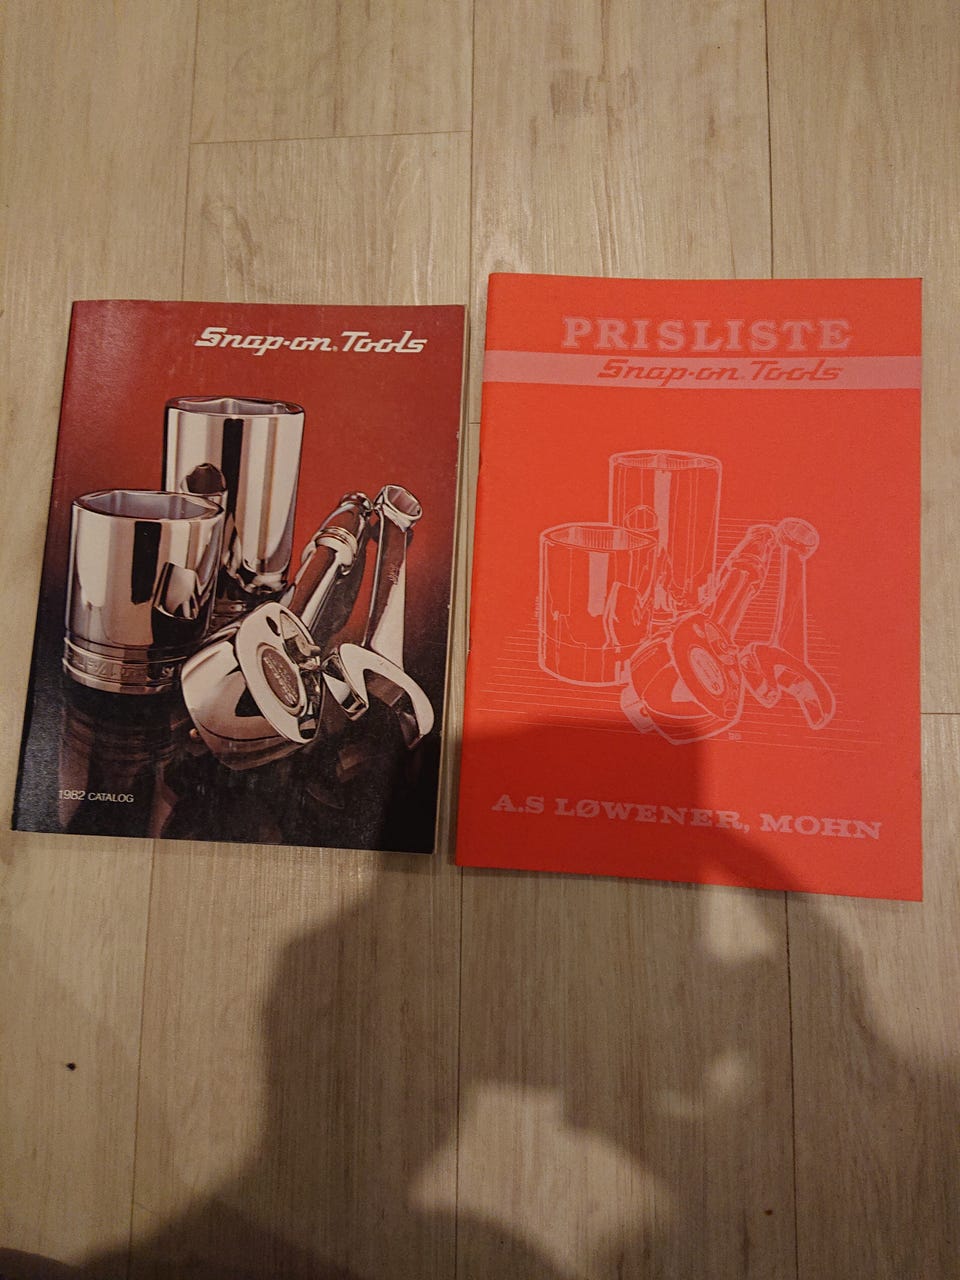 Snap-on Tools
1982 CATALOG
PRISLISTE
Snap-on Tools
A.S LØWENER, MOHN